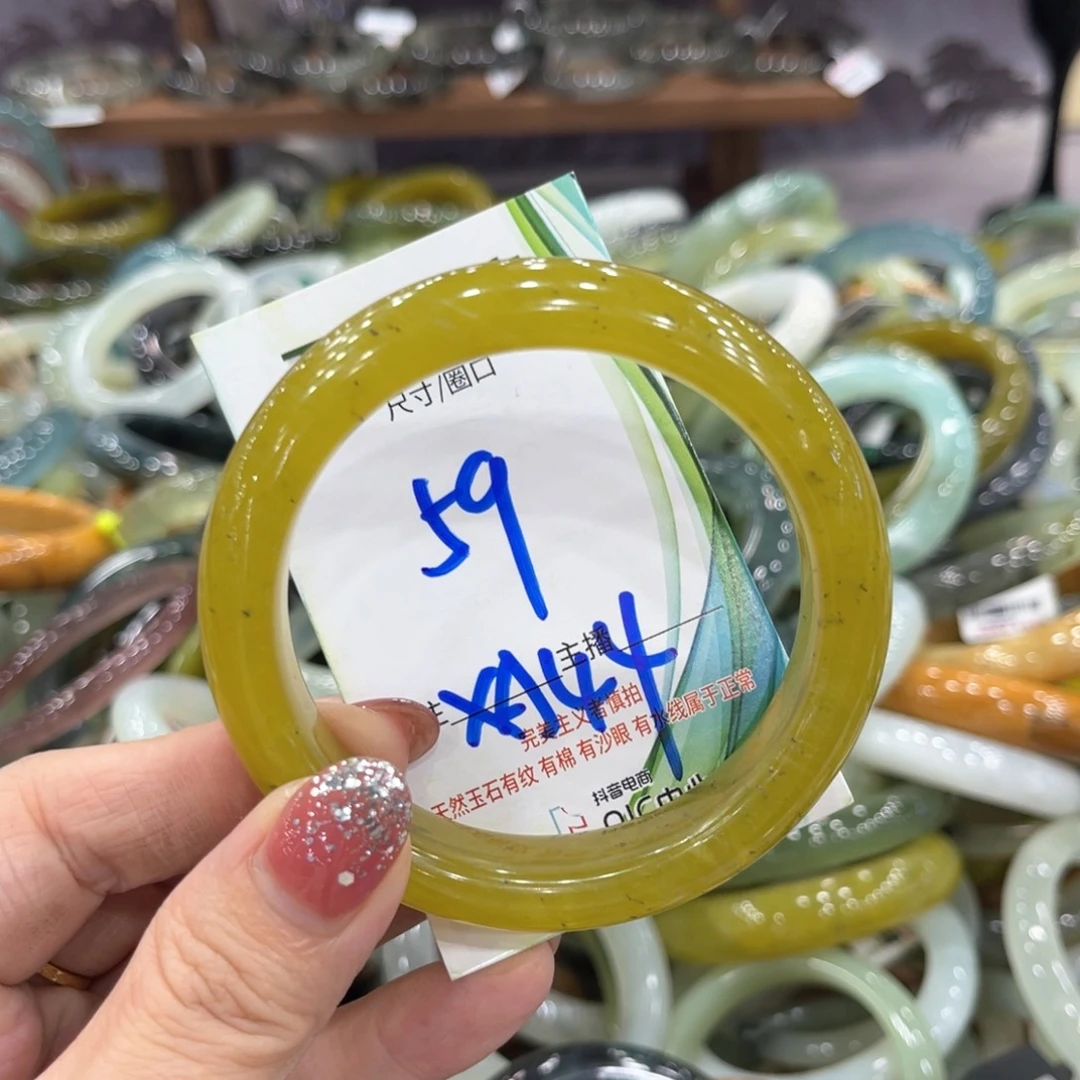 尺寸/圈口
59
主播
XA144
完美主义者慎拍
天然玉石有纹 有棉 有沙眼 有水线属于正常
抖音电商